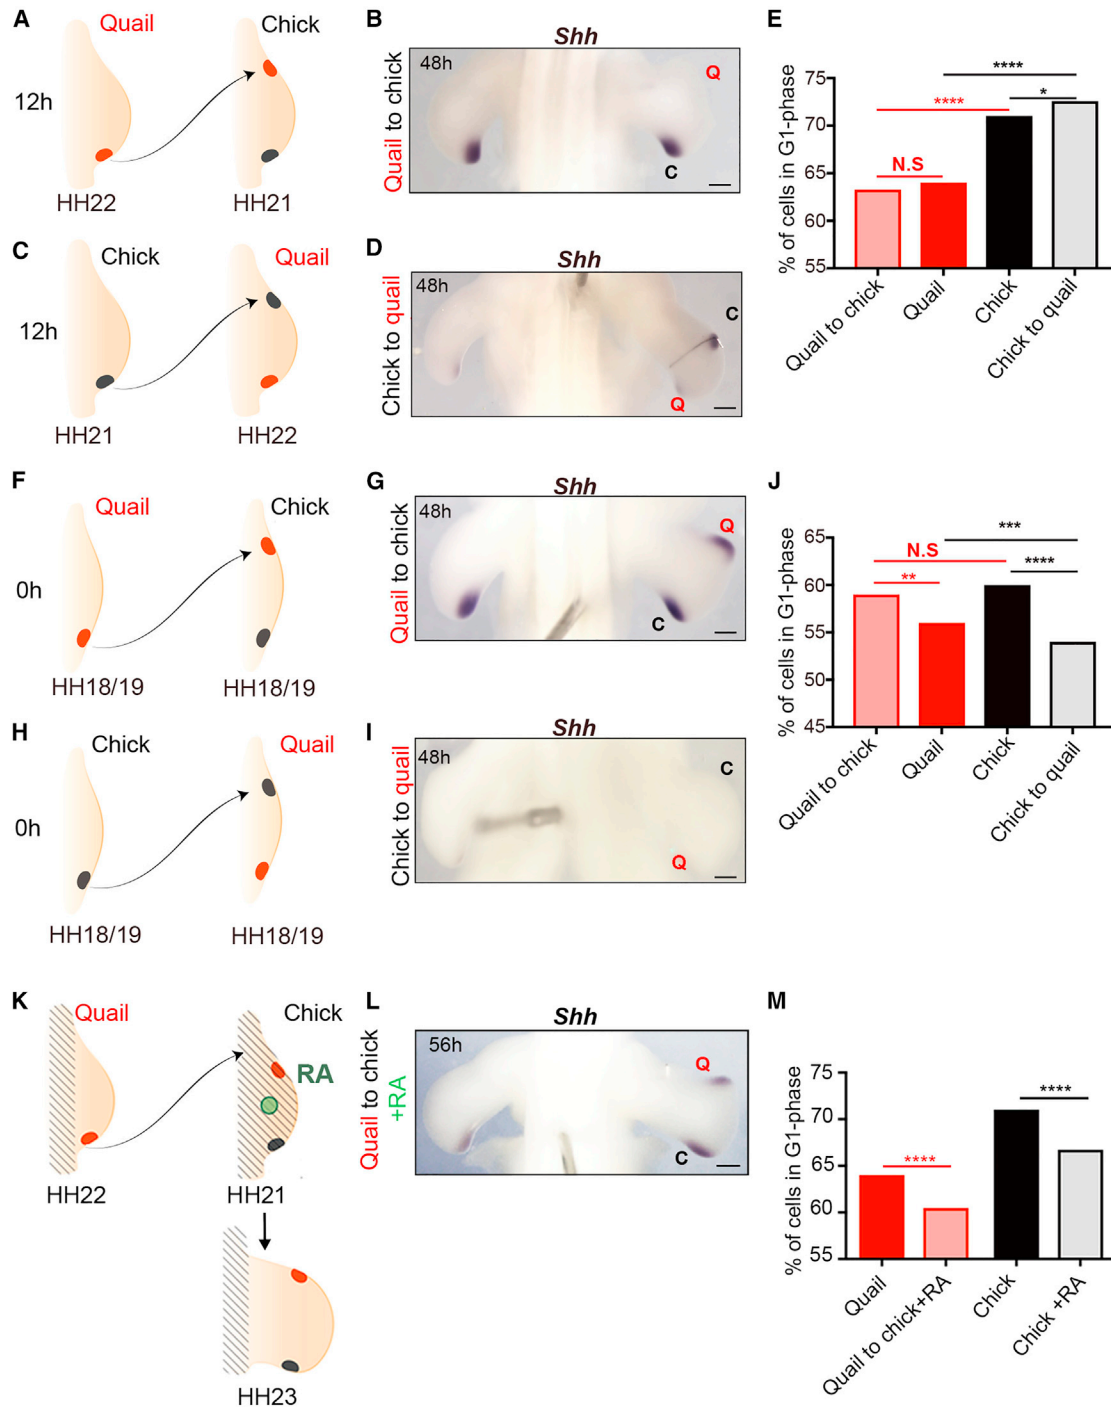 A
Quail
Chick
12h
HH22
HH21
B
Shh
Quail to chick
48h
Q
C
C
Chick
Quail
12h
HH21
HH22
D
Shh
Chick to quail
48h
C
Q
E
% of cells in G1-phase
75
70
65
60
55
****
****
*
N.S
Quail to chick
Quail
Chick
Chick to quail
F
Quail
Chick
0h
HH18/19
HH18/19
G
Shh
Quail to chick
48h
Q
C
H
Chick
Quail
0h
HH18/19
HH18/19
I
Shh
Chick to quail
48h
C
Q
J
% of cells in G1-phase
65
60
55
50
45
***
N.S
****
**
Quail to chick
Quail
Chick
Chick to quail
K
Quail
Chick
RA
HH22
HH21
HH23
L
Shh
Quail to chick
+RA
56h
Q
C
M
% of cells in G1-phase
75
70
65
60
55
****
****
Quail
Quail to chick+RA
Chick
Chick +RA